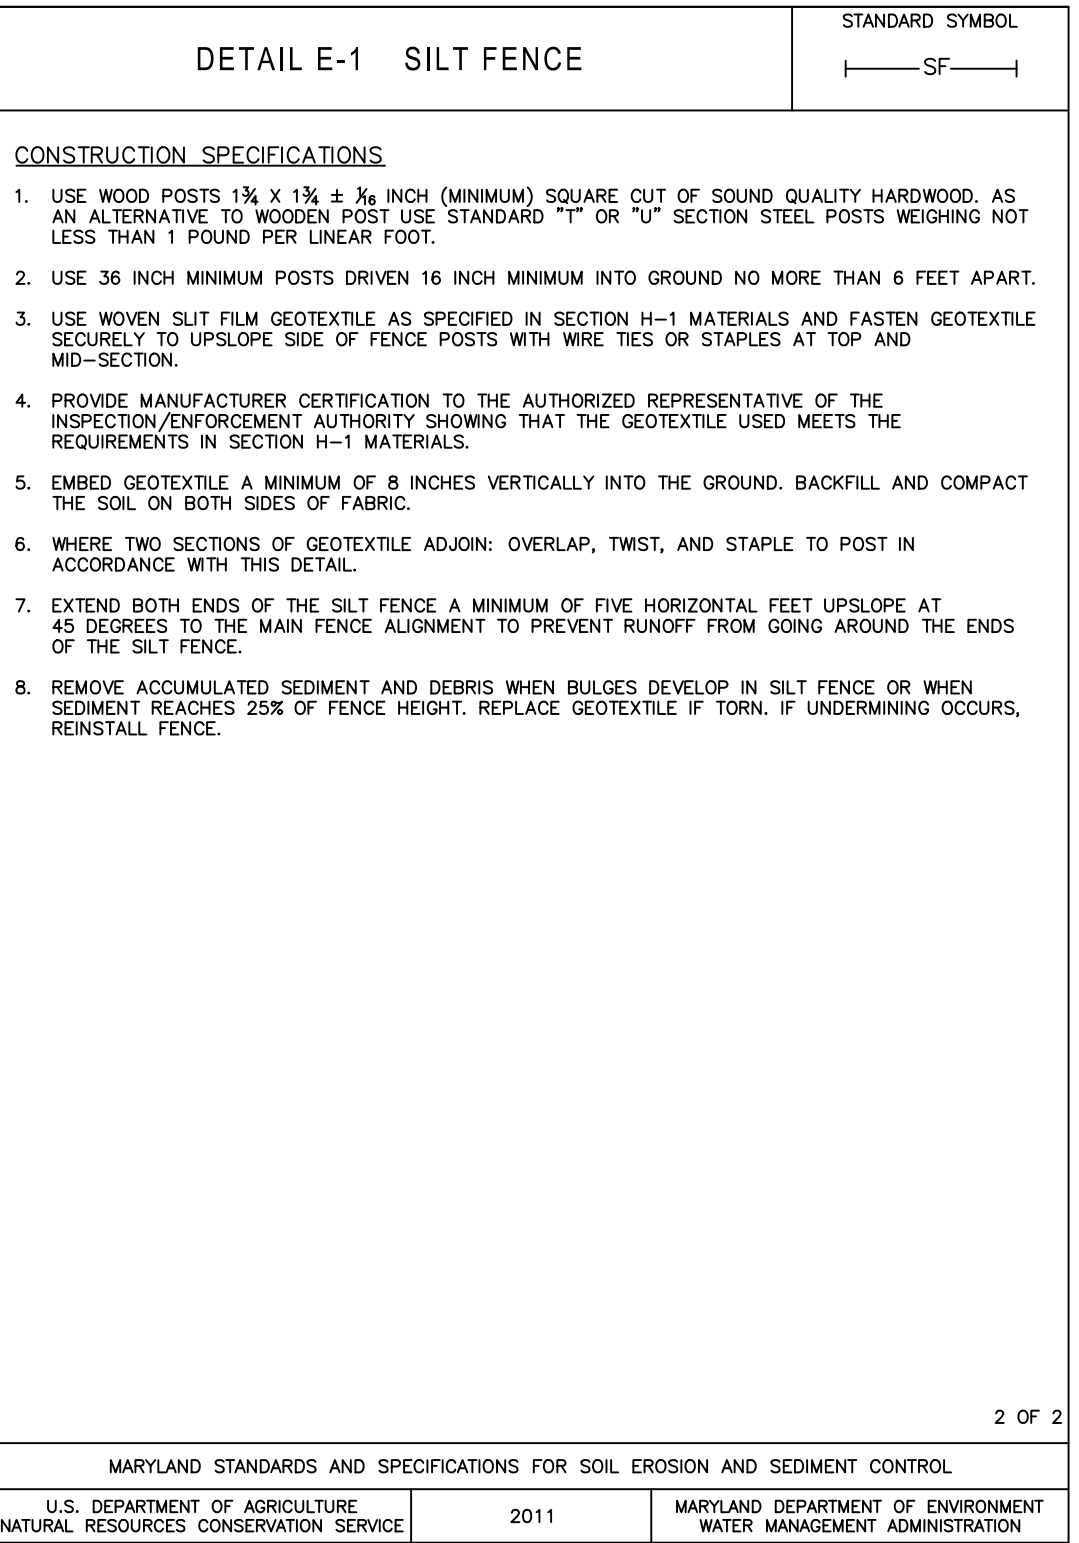 DETAIL E-1 SILT FENCE
STANDARD SYMBOL
SF
CONSTRUCTION SPECIFICATIONS
1. USE WOOD POSTS 1¾ X 1¾ ± 1⁄16 INCH (MINIMUM) SQUARE CUT OF SOUND QUALITY HARDWOOD. AS
AN ALTERNATIVE TO WOODEN POST USE STANDARD "T" OR "U" SECTION STEEL POSTS WEIGHING NOT
LESS THAN 1 POUND PER LINEAR FOOT.
2. USE 36 INCH MINIMUM POSTS DRIVEN 16 INCH MINIMUM INTO GROUND NO MORE THAN 6 FEET APART.
3. USE WOVEN SLIT FILM GEOTEXTILE AS SPECIFIED IN SECTION H-1 MATERIALS AND FASTEN GEOTEXTILE
SECURELY TO UPSLOPE SIDE OF FENCE POSTS WITH WIRE TIES OR STAPLES AT TOP AND
MID-SECTION.
4. PROVIDE MANUFACTURER CERTIFICATION TO THE AUTHORIZED REPRESENTATIVE OF THE
INSPECTION/ENFORCEMENT AUTHORITY SHOWING THAT THE GEOTEXTILE USED MEETS THE
REQUIREMENTS IN SECTION H-1 MATERIALS.
5. EMBED GEOTEXTILE A MINIMUM OF 8 INCHES VERTICALLY INTO THE GROUND. BACKFILL AND COMPACT
THE SOIL ON BOTH SIDES OF FABRIC.
6. WHERE TWO SECTIONS OF GEOTEXTILE ADJOIN: OVERLAP, TWIST, AND STAPLE TO POST IN
ACCORDANCE WITH THIS DETAIL.
7. EXTEND BOTH ENDS OF THE SILT FENCE A MINIMUM OF FIVE HORIZONTAL FEET UPSLOPE AT
45 DEGREES TO THE MAIN FENCE ALIGNMENT TO PREVENT RUNOFF FROM GOING AROUND THE ENDS
OF THE SILT FENCE.
8. REMOVE ACCUMULATED SEDIMENT AND DEBRIS WHEN BULGES DEVELOP IN SILT FENCE OR WHEN
SEDIMENT REACHES 25% OF FENCE HEIGHT. REPLACE GEOTEXTILE IF TORN. IF UNDERMINING OCCURS,
REINSTALL FENCE.
2 OF 2
MARYLAND STANDARDS AND SPECIFICATIONS FOR SOIL EROSION AND SEDIMENT CONTROL
U.S. DEPARTMENT OF AGRICULTURE
NATURAL RESOURCES CONSERVATION SERVICE
2011
MARYLAND DEPARTMENT OF ENVIRONMENT
WATER MANAGEMENT ADMINISTRATION